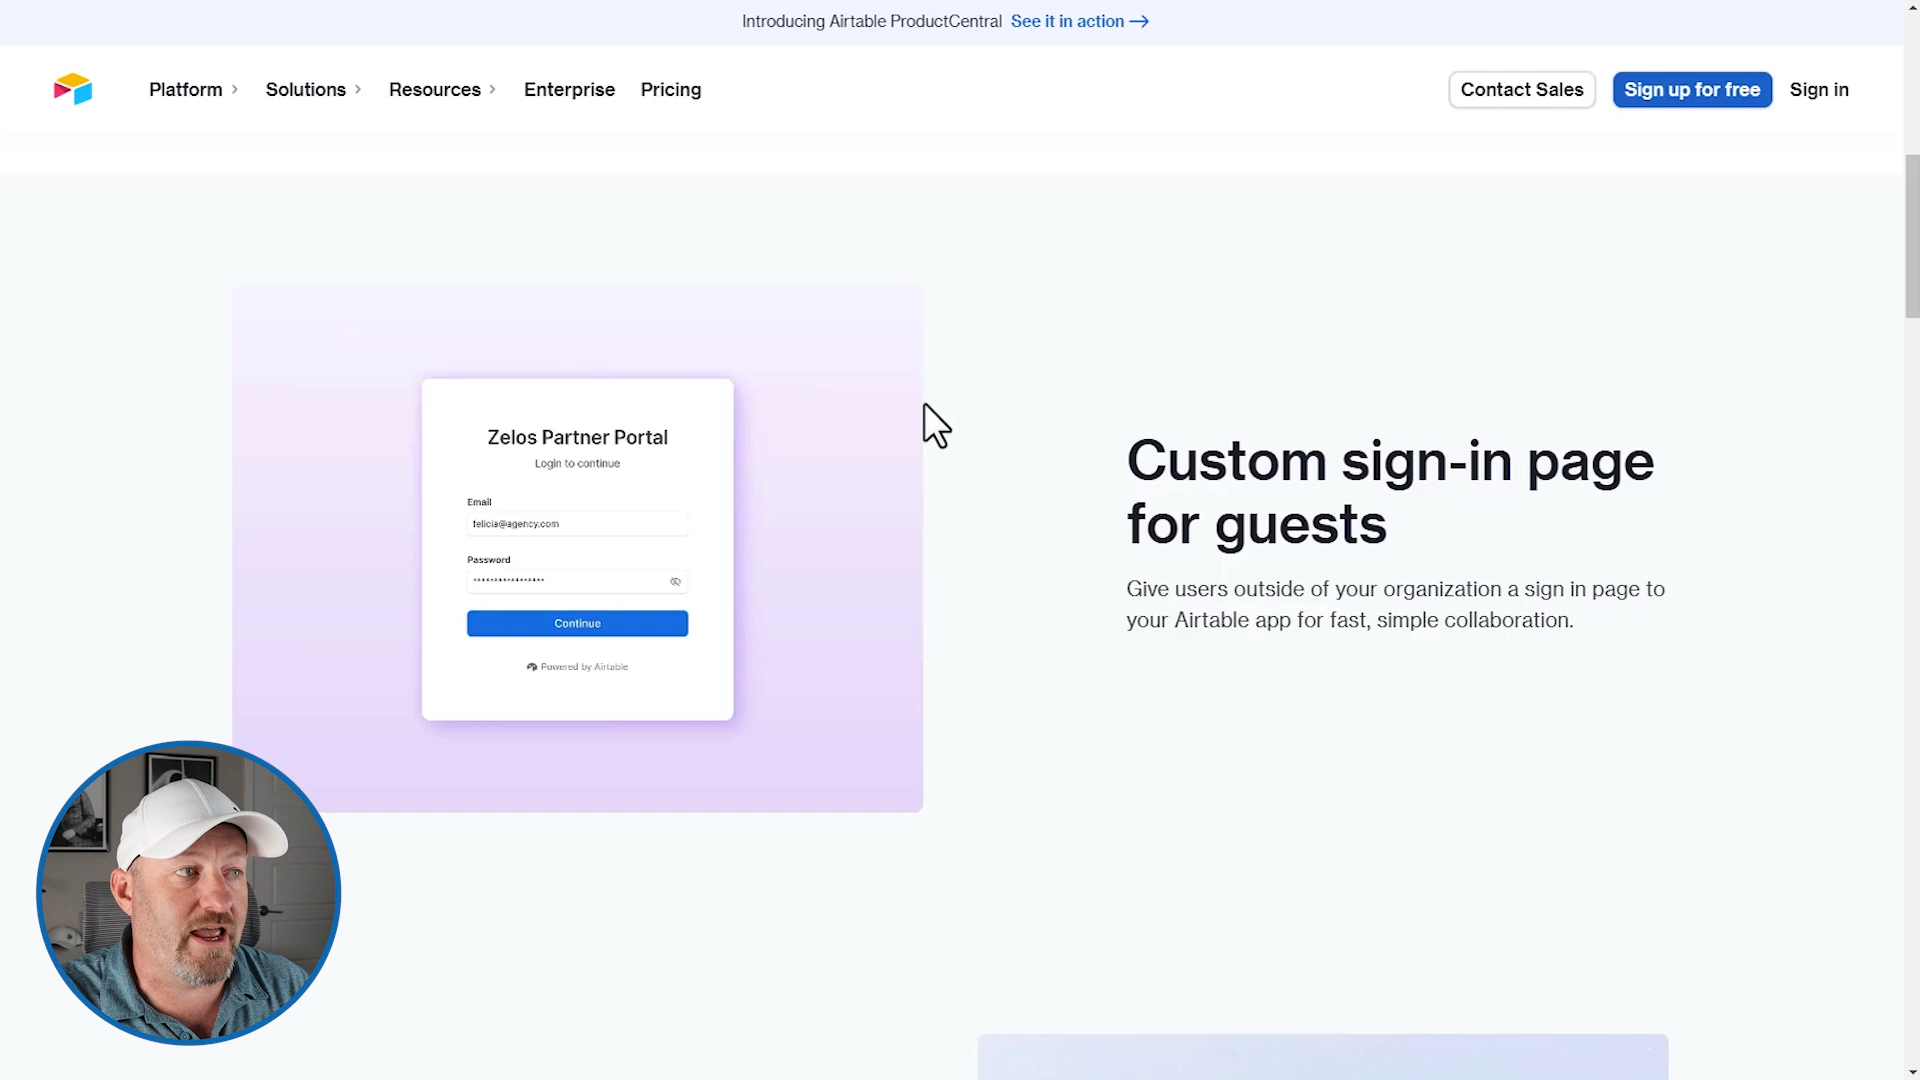 Introducing Airtable ProductCentral See it in action →
Platform Solutions Resources Enterprise Pricing Contact Sales Sign up for free Sign in
Zelos Partner Portal
Login to continue
Email
felicia@agency.com
Password
****************
Continue
Powered by Airtable
Custom sign-in page
for guests
Give users outside of your organization a sign in page to
your Airtable app for fast, simple collaboration.